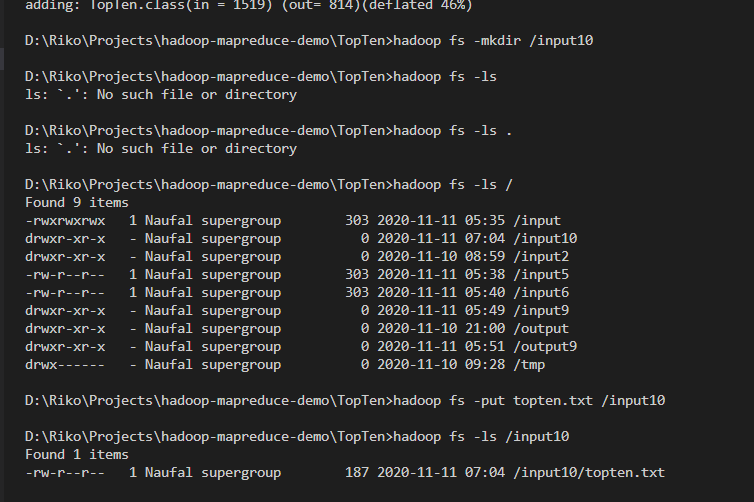 adding: TopTen.class(in = 1519) (out= 814)(deflated 46%)
D:\Riko\Projects\hadoop-mapreduce-demo\TopTen>hadoop fs -mkdir /input10
D:\Riko\Projects\hadoop-mapreduce-demo\TopTen>hadoop fs -ls
ls: `.': No such file or directory
D:\Riko\Projects\hadoop-mapreduce-demo\TopTen>hadoop fs -ls .
ls: `.': No such file or directory
D:\Riko\Projects\hadoop-mapreduce-demo\TopTen>hadoop fs -ls /
Found 9 items
-rwxrwxrwx   1 Naufal supergroup        303 2020-11-11 05:35 /input
drwxr-xr-x   - Naufal supergroup          0 2020-11-11 07:04 /input10
drwxr-xr-x   - Naufal supergroup          0 2020-11-10 08:59 /input2
-rw-r--r--   1 Naufal supergroup        303 2020-11-11 05:38 /input5
-rw-r--r--   1 Naufal supergroup        303 2020-11-11 05:40 /input6
drwxr-xr-x   - Naufal supergroup          0 2020-11-11 05:49 /input9
drwxr-xr-x   - Naufal supergroup          0 2020-11-10 21:00 /output
drwxr-xr-x   - Naufal supergroup          0 2020-11-11 05:51 /output9
drwx------   - Naufal supergroup          0 2020-11-10 09:28 /tmp
D:\Riko\Projects\hadoop-mapreduce-demo\TopTen>hadoop fs -put topten.txt /input10
D:\Riko\Projects\hadoop-mapreduce-demo\TopTen>hadoop fs -ls /input10
Found 1 items
-rw-r--r--   1 Naufal supergroup        187 2020-11-11 07:04 /input10/topten.txt